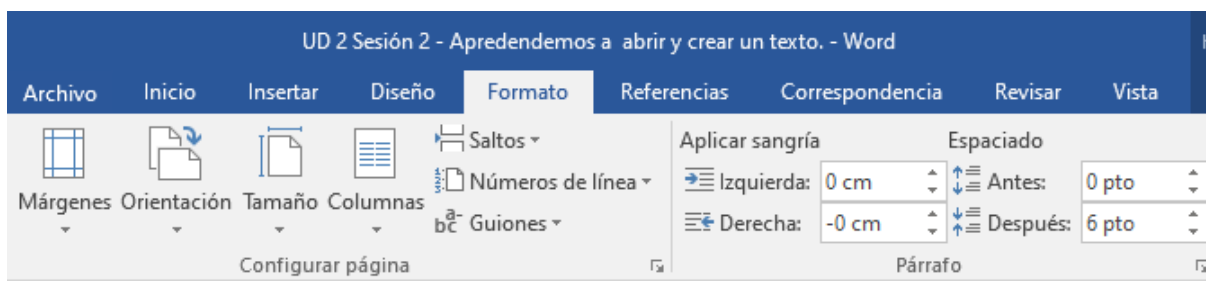 UD 2 Sesión 2 - Apredendemos a abrir y crear un texto. - Word
Archivo Inicio Insertar Diseño Formato Referencias Correspondencia Revisar Vista
Márgenes Orientación Tamaño Columnas
Saltos
Números de línea
Guiones
Configurar página
Aplicar sangría Espaciado
Izquierda: 0 cm Antes: 0 pto
Derecha: -0 cm Después: 6 pto
Párrafo